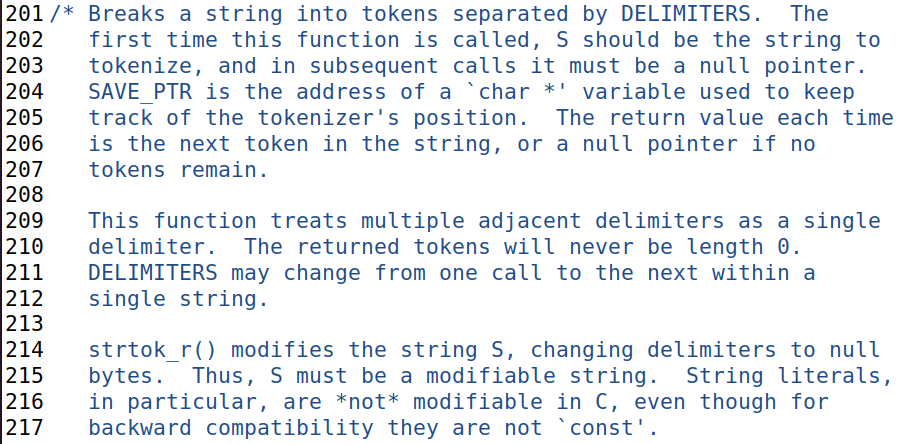 201 /* Breaks a string into tokens separated by DELIMITERS.  The
202    first time this function is called, S should be the string to
203    tokenize, and in subsequent calls it must be a null pointer.
204    SAVE_PTR is the address of a `char *' variable used to keep
205    track of the tokenizer's position.  The return value each time
206    is the next token in the string, or a null pointer if no
207    tokens remain.
208
209    This function treats multiple adjacent delimiters as a single
210    delimiter.  The returned tokens will never be length 0.
211    DELIMITERS may change from one call to the next within a
212    single string.
213
214    strtok_r() modifies the string S, changing delimiters to null
215    bytes.  Thus, S must be a modifiable string.  String literals,
216    in particular, are *not* modifiable in C, even though for
217    backward compatibility they are not `const'.